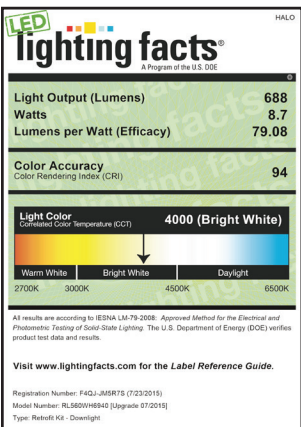 LED
HALO
lighting facts®
A Program of the U.S. DOE
Light Output (Lumens) 688
Watts 8.7
Lumens per Watt (Efficacy) 79.08
Color Accuracy 94
Color Rendering Index (CRI)
Light Color 4000 (Bright White)
Correlated Color Temperature (CCT)
Warm White Bright White Daylight
2700K 3000K 4500K 6500K
All results are according to IESNA LM-79-2008: Approved Method for the Electrical and
Photometric Testing of Solid-State Lighting. The U.S. Department of Energy (DOE) verifies
product test data and results.
Visit www.lightingfacts.com for the Label Reference Guide.
Registration Number: F4QJ-JM5R7S (7/23/2015)
Model Number: RL560WH6940 [Upgrade 07/2015]
Type: Retrofit Kit - Downlight